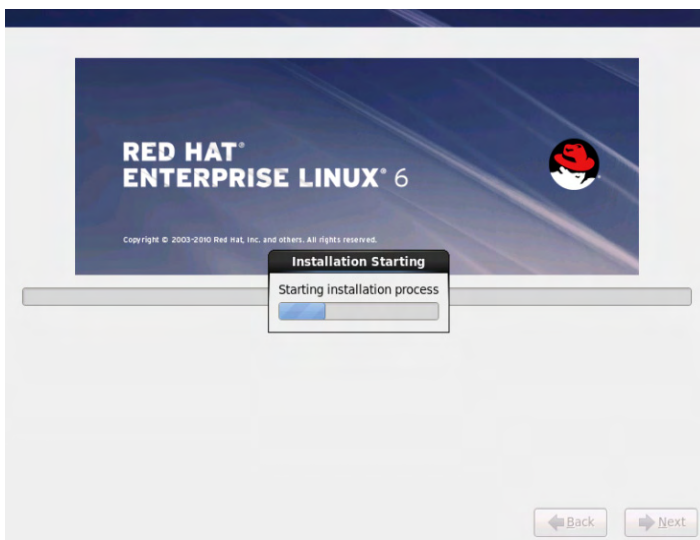 RED HAT®
ENTERPRISE LINUX® 6
Copyright © 2003-2010 Red Hat, Inc. and others. All rights reserved.
Installation Starting
Starting installation process
Back
Next